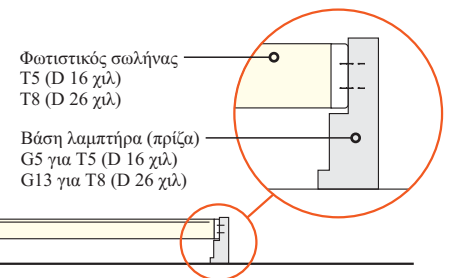 Φωτιστικός σωλήνας
T5 (D 16 χιλ)
T8 (D 26 χιλ)
Βάση λαμπτήρα (πρίζα)
G5 για T5 (D 16 χιλ)
G13 για T8 (D 26 χιλ)